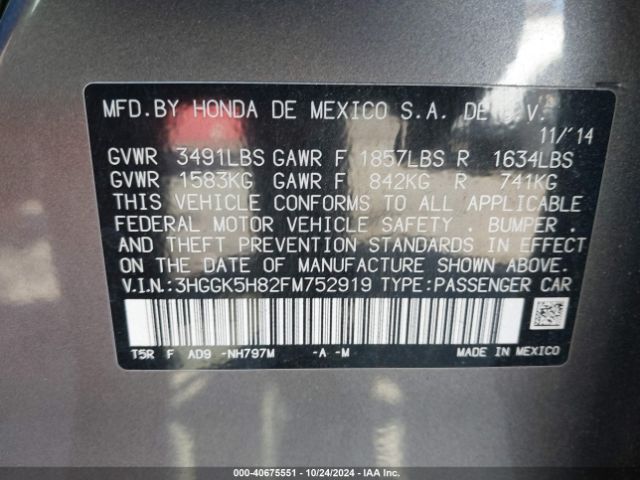 MFD.BY HONDA DE MEXICO S.A. DE .V.
11/´14
GVWR 3491LBS GAWR F 1857LBS R 1634LBS
GVWR 1583KG GAWR F 842KG R 741KG
THIS VEHICLE CONFORMS TO ALL APPLICABLE
FEDERAL MOTOR VEHICLE SAFETY . BUMPER .
AND THEFT PREVENTION STANDARDS IN EFFECT
ON THE DATE OF MANUFACTURE SHOWN ABOVE.
V.I.N.:3HGGK5H82FM752919 TYPE:PASSENGER CAR
T5R F AD9 -NH797M -A -M MADE IN MEXICO
000-40675551 - 10/24/2024 - IAA Inc.